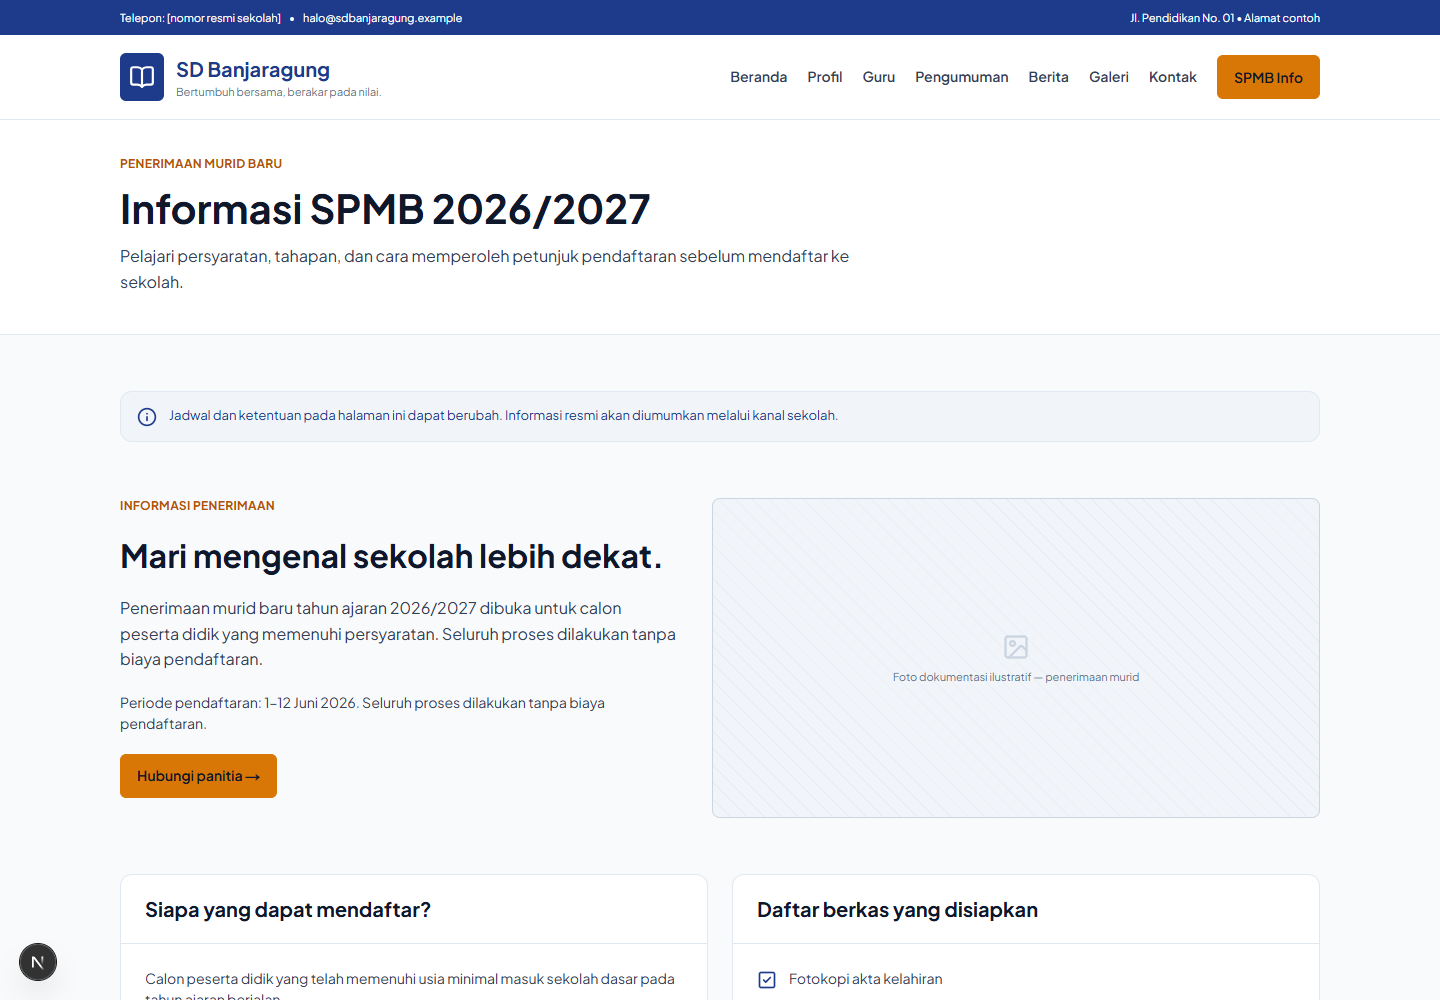 Telepon: [nomor resmi sekolah] • halo@sdbanjaragung.example
Jl. Pendidikan No. 01 • Alamat contoh
SD Banjaragung
Bertumbuh bersama, berakar pada nilai.
Beranda Profil Guru Pengumuman Berita Galeri Kontak SPMB Info
PENERIMAAN MURID BARU
Informasi SPMB 2026/2027
Pelajari persyaratan, tahapan, dan cara memperoleh petunjuk pendaftaran sebelum mendaftar ke
sekolah.
Jadwal dan ketentuan pada halaman ini dapat berubah. Informasi resmi akan diumumkan melalui kanal sekolah.
INFORMASI PENERIMAAN
Mari mengenal sekolah lebih dekat.
Penerimaan murid baru tahun ajaran 2026/2027 dibuka untuk calon
peserta didik yang memenuhi persyaratan. Seluruh proses dilakukan tanpa
biaya pendaftaran.
Periode pendaftaran: 1–12 Juni 2026. Seluruh proses dilakukan tanpa biaya
pendaftaran.
Hubungi panitia →
Foto dokumentasi ilustratif — penerimaan murid
Siapa yang dapat mendaftar?
Calon peserta didik yang telah memenuhi usia minimal masuk sekolah dasar pada
tahun ajaran berjalan.
Daftar berkas yang disiapkan
Fotokopi akta kelahiran
N